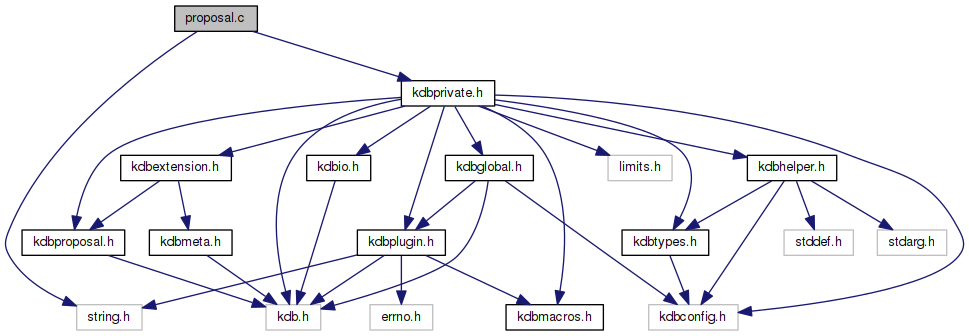 proposal.c
kdbprivate.h
kdbextension.h
kdbio.h
kdbglobal.h
limits.h
kdbhelper.h
kdbproposal.h
kdbmeta.h
kdbplugin.h
kdbtypes.h
stddef.h
stdarg.h
string.h
kdb.h
errno.h
kdbmacros.h
kdbconfig.h